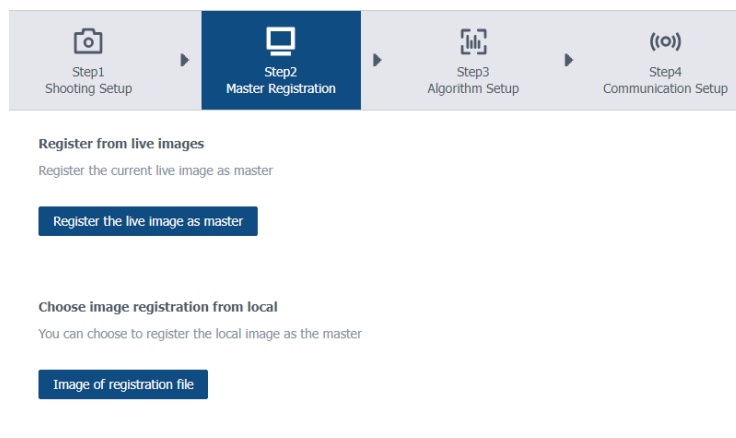 Step1
Shooting Setup
Step2
Master Registration
Step3
Algorithm Setup
Step4
Communication Setup
Register from live images
Register the current live image as master
Register the live image as master
Choose image registration from local
You can choose to register the local image as the master
Image of registration file